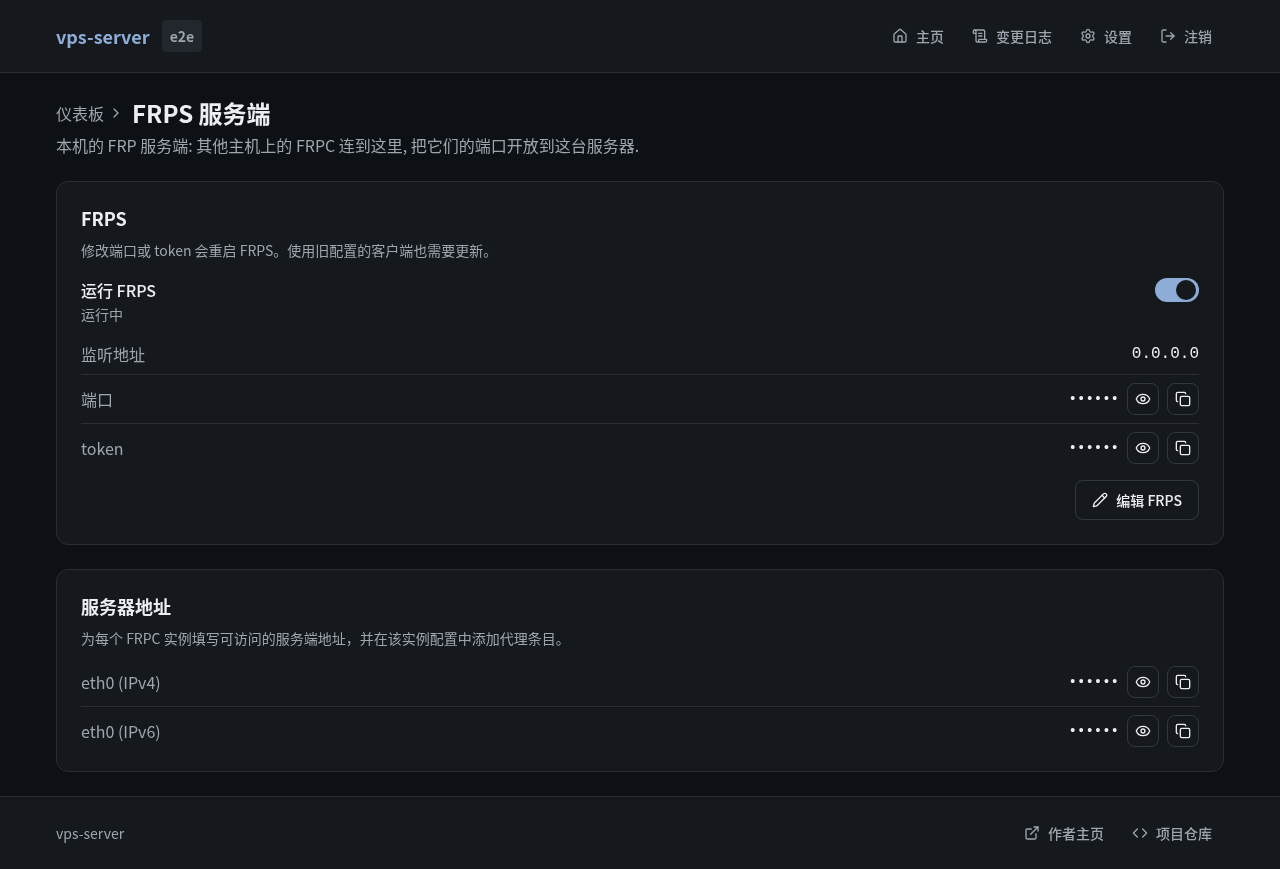 vps-server e2e 主页 变更日志 设置 注销
仪表板 FRPS 服务端
本机的 FRP 服务端: 其他主机上的 FRPC 连到这里, 把它们的端口开放到这台服务器.
FRPS
修改端口或 token 会重启 FRPS。使用旧配置的客户端也需要更新。
运行 FRPS
运行中
监听地址 0.0.0.0
端口 ••••••
token ••••••
编辑 FRPS
服务器地址
为每个 FRPC 实例填写可访问的服务端地址，并在该实例配置中添加代理条目。
eth0 (IPv4) ••••••
eth0 (IPv6) ••••••
vps-server 作者主页 项目仓库